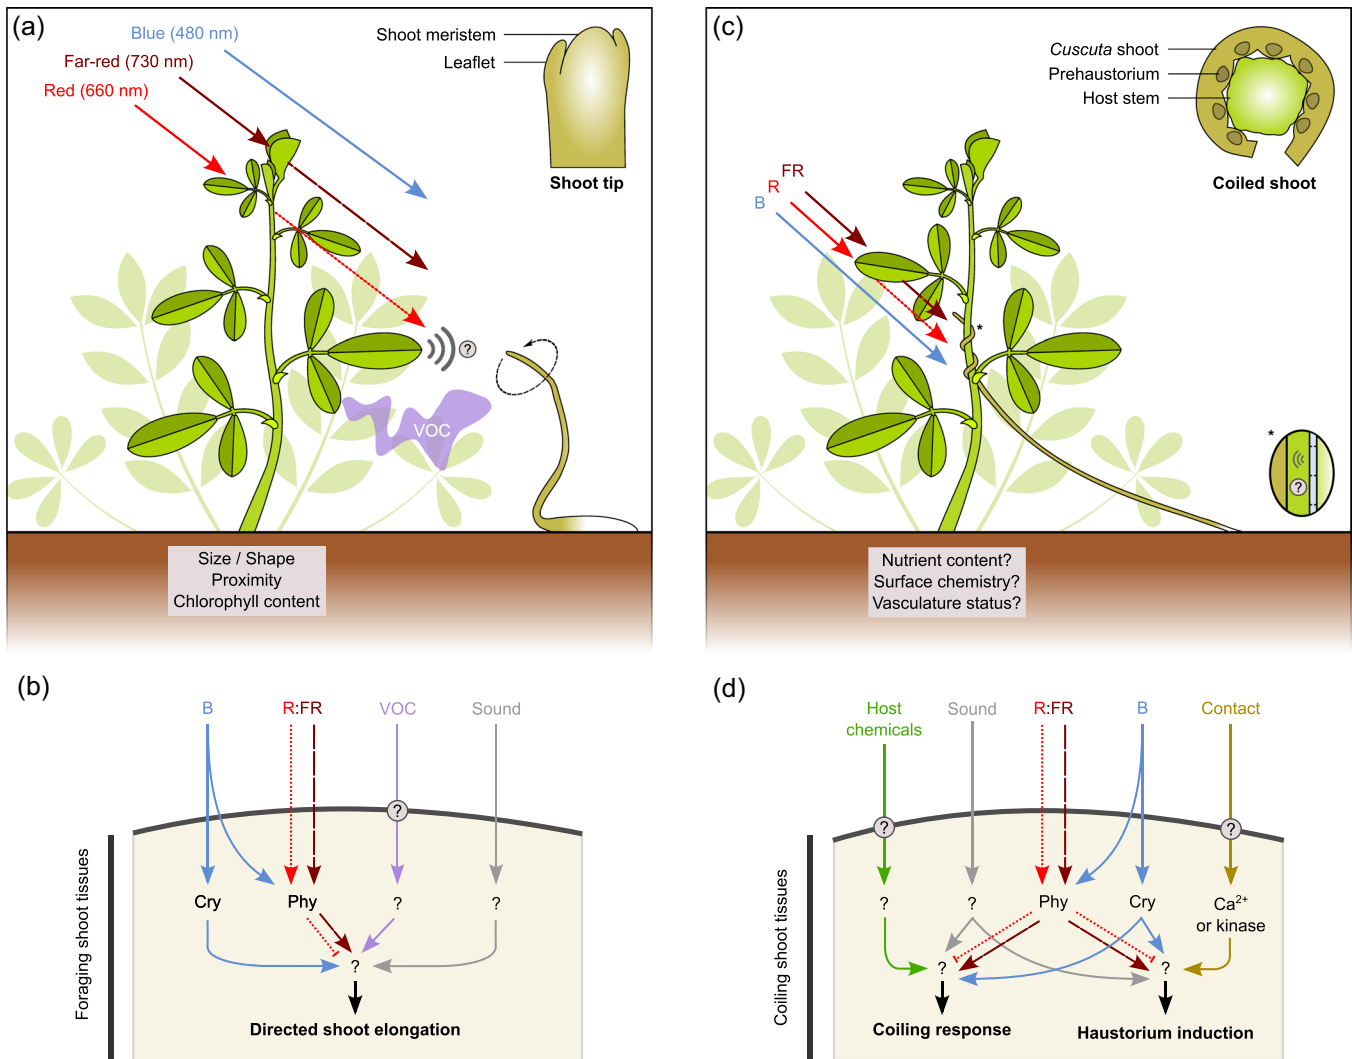 (a)
Blue (480 nm)
Far-red (730 nm)
Red (660 nm)
Shoot meristem
Leaflet
Shoot tip
?
VOC
Size / Shape
Proximity
Chlorophyll content
(c)
Cuscuta shoot
Prehaustorium
Host stem
Coiled shoot
FR
R
B
*
*
?
Nutrient content?
Surface chemistry?
Vasculature status?
(b)
B
R:FR
VOC
Sound
?
Foraging shoot tissues
Cry
Phy
?
?
?
Directed shoot elongation
(d)
Host
chemicals
Sound
R:FR
B
Contact
?
?
Coiling shoot tissues
?
?
Phy
Cry
Ca²⁺
or kinase
?
?
Coiling response
Haustorium induction